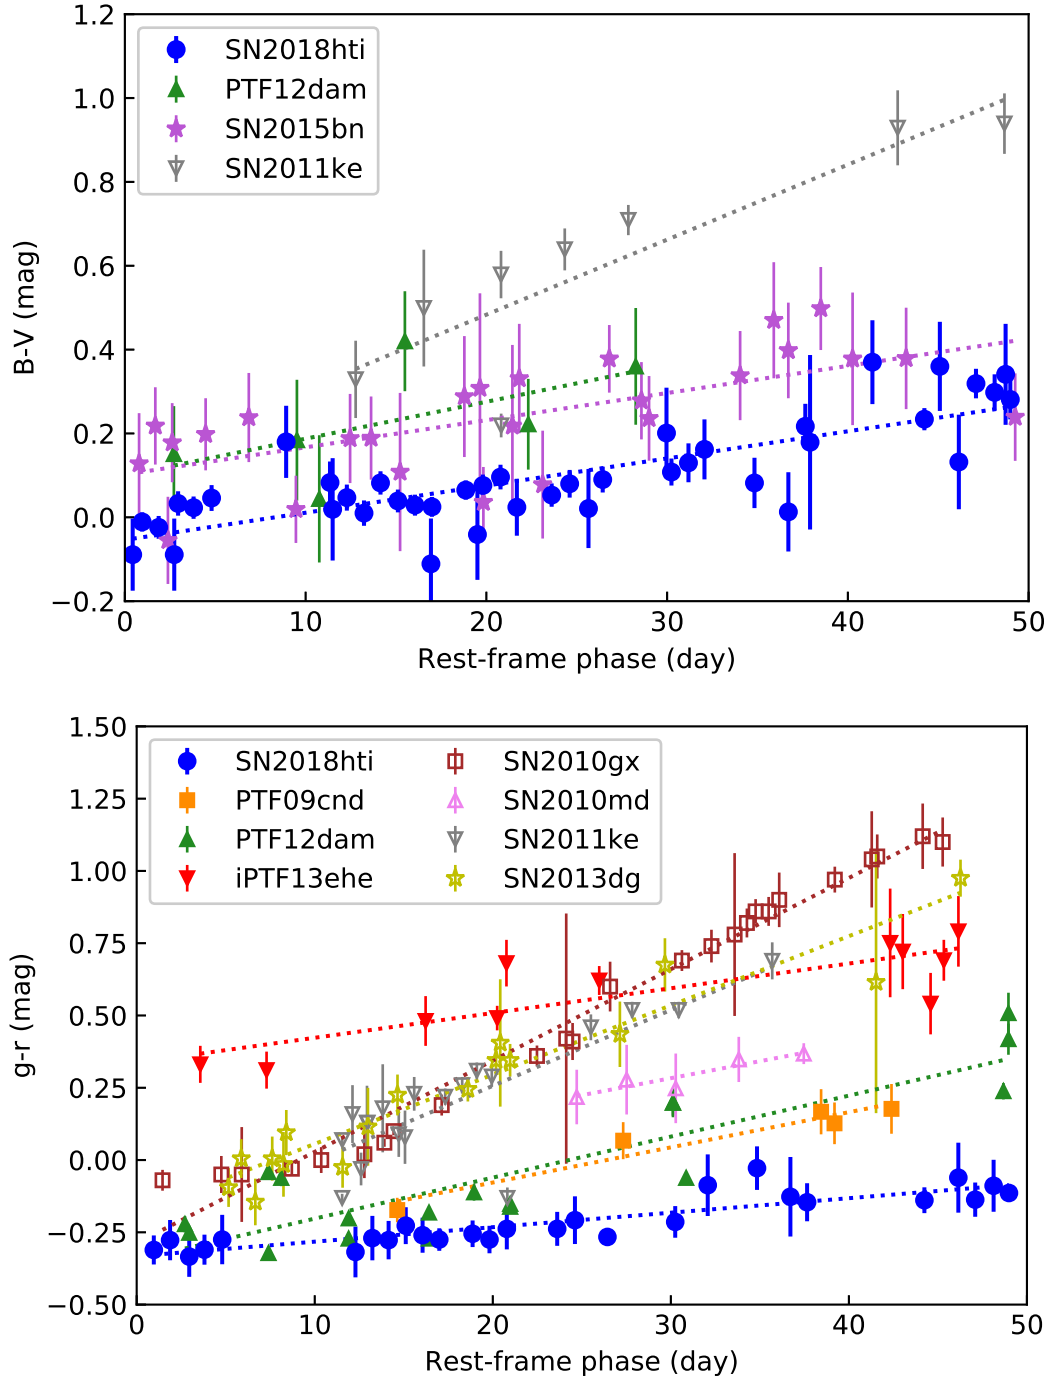 1.2
1.0
0.8
0.6
0.4
0.2
0.0
−0.2
B-V (mag)
SN2018hti
PTF12dam
SN2015bn
SN2011ke
0 10 20 30 40 50
Rest-frame phase (day)
1.50
1.25
1.00
0.75
0.50
0.25
0.00
−0.25
−0.50
g-r (mag)
SN2018hti
PTF09cnd
PTF12dam
iPTF13ehe
SN2010gx
SN2010md
SN2011ke
SN2013dg
0 10 20 30 40 50
Rest-frame phase (day)